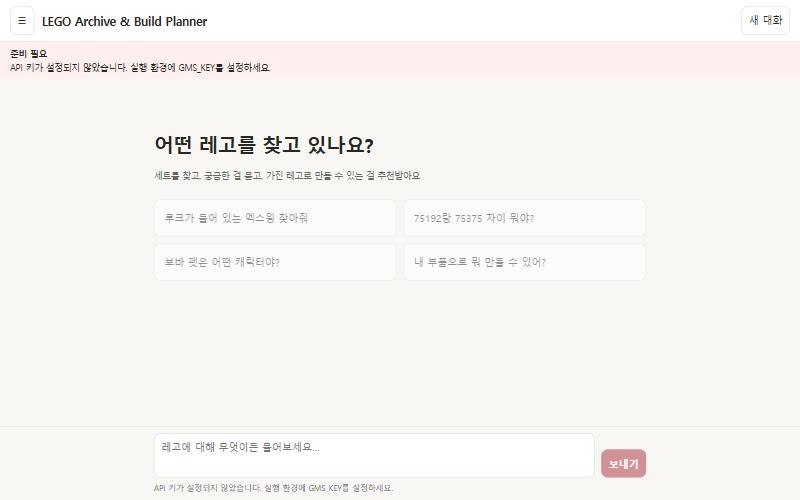 ☰ LEGO Archive & Build Planner 새 대화
준비 필요
API 키가 설정되지 않았습니다. 실행 환경에 GMS_KEY를 설정하세요.
어떤 레고를 찾고 있나요?
세트를 찾고, 궁금한 걸 묻고, 가진 레고로 만들 수 있는 걸 추천받아요
루크가 들어 있는 엑스윙 찾아줘
75192랑 75375 차이 뭐야?
보바 펫은 어떤 캐릭터야?
내 부품으로 뭐 만들 수 있어?
레고에 대해 무엇이든 물어보세요...
보내기
API 키가 설정되지 않았습니다. 실행 환경에 GMS_KEY를 설정하세요.